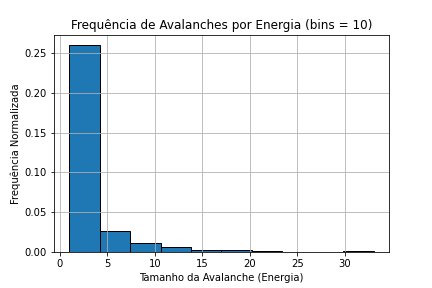 Frequência de Avalanches por Energia (bins = 10)
Frequência Normalizada
0.25
0.20
0.15
0.10
0.05
0.00
0 5 10 15 20 25 30
Tamanho da Avalanche (Energia)